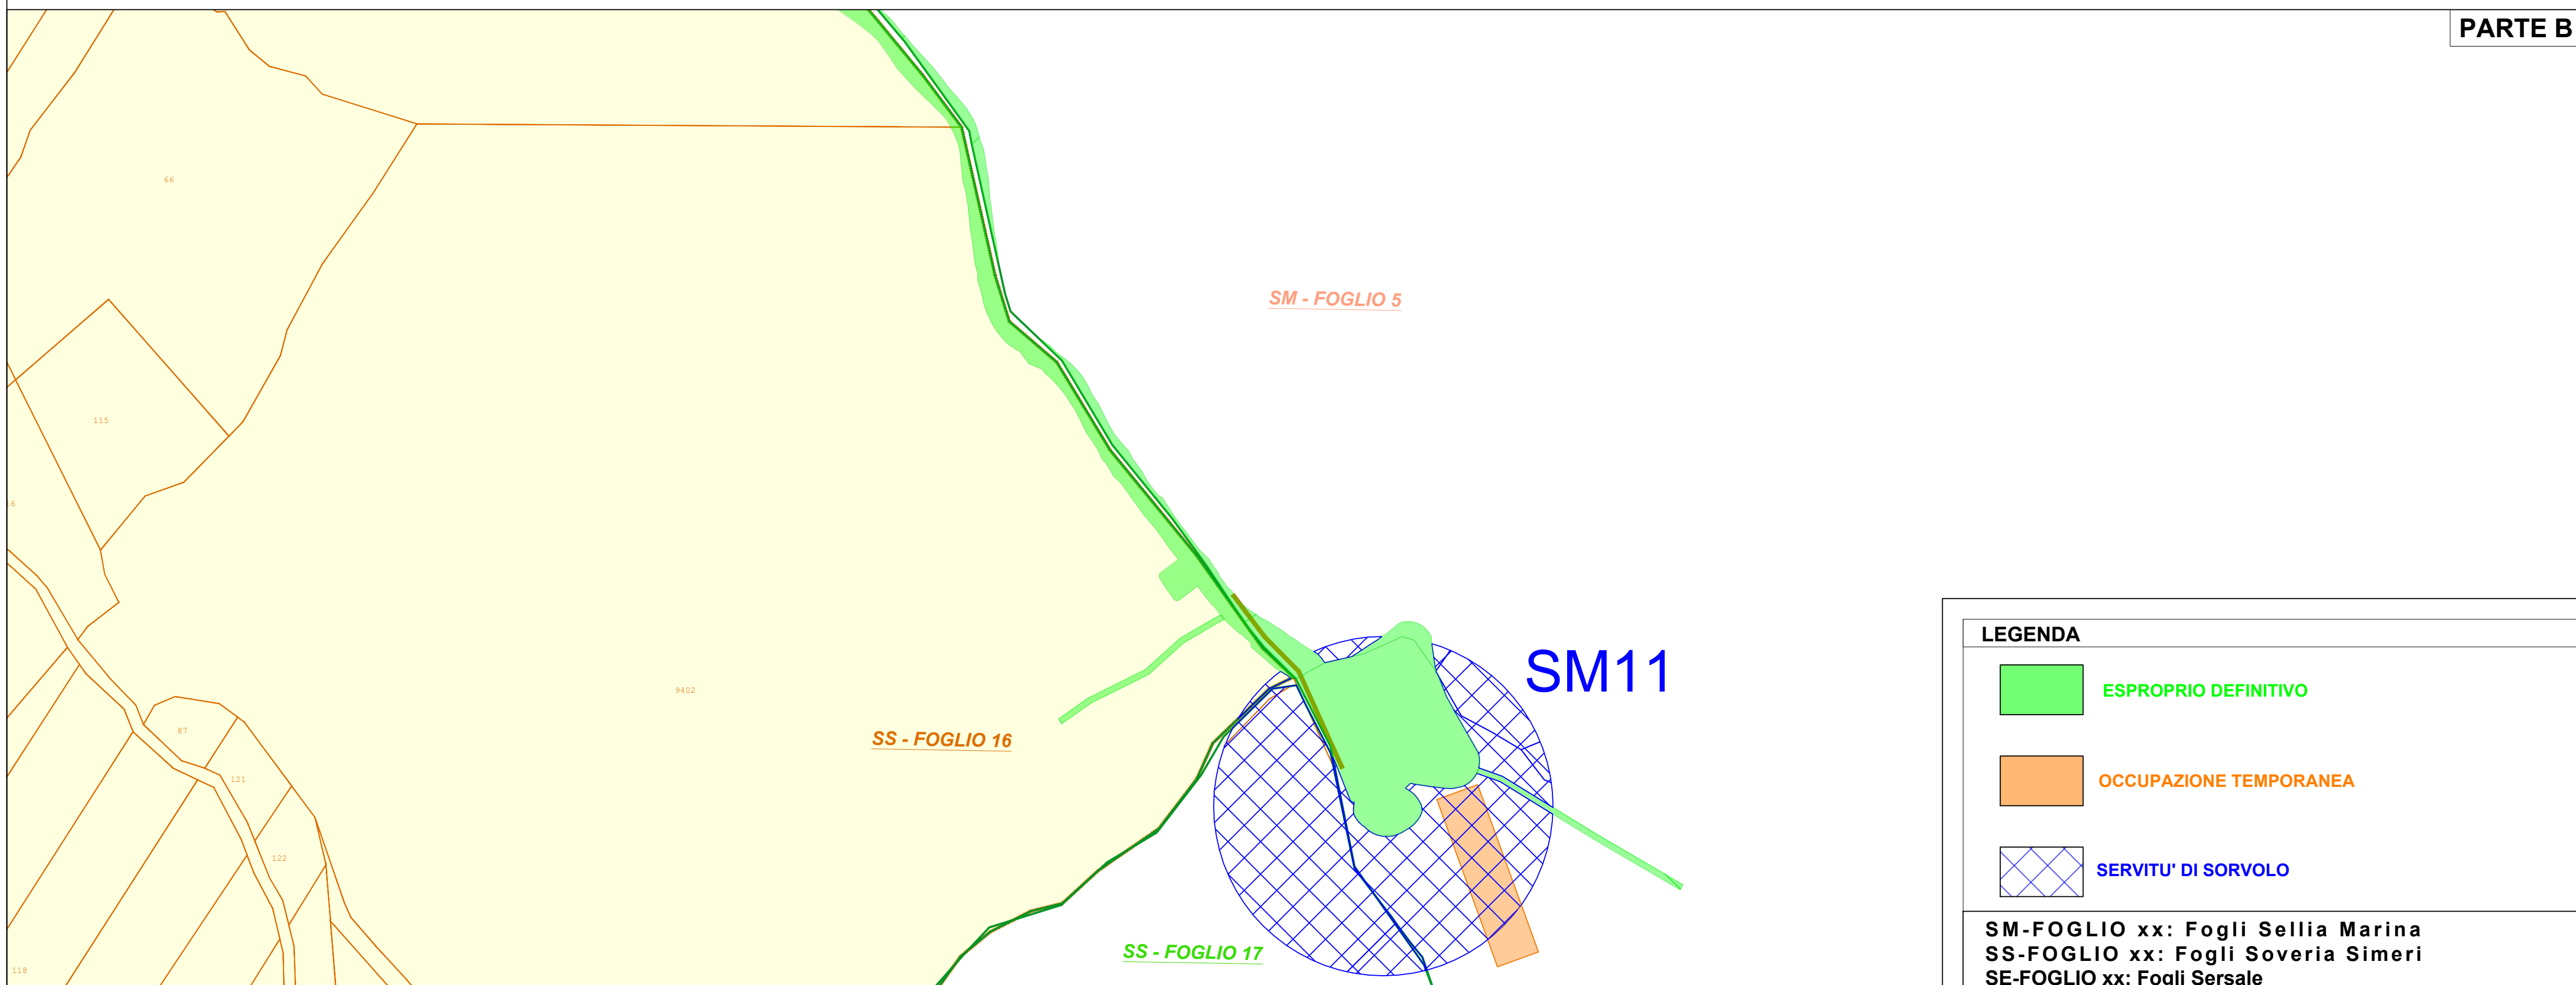 PARTE B
66
SM - FOGLIO 5
115
16
9402
SM11
87
SS - FOGLIO 16
121
122
SS - FOGLIO 17
118
LEGENDA
ESPROPRIO DEFINITIVO
OCCUPAZIONE TEMPORANEA
SERVITU' DI SORVOLO
SM-FOGLIO xx: Fogli Sellia Marina
SS-FOGLIO xx: Fogli Soveria Simeri
SE-FOGLIO xx: Fogli Sersale